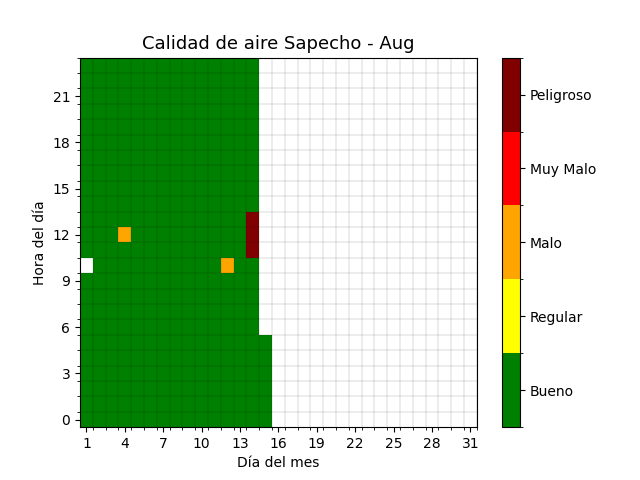 Calidad de aire Sapecho - Aug
21
18
15
12
9
6
3
0
Hora del día
1 4 7 10 13 16 19 22 25 28 31
Día del mes
Peligroso
Muy Malo
Malo
Regular
Bueno